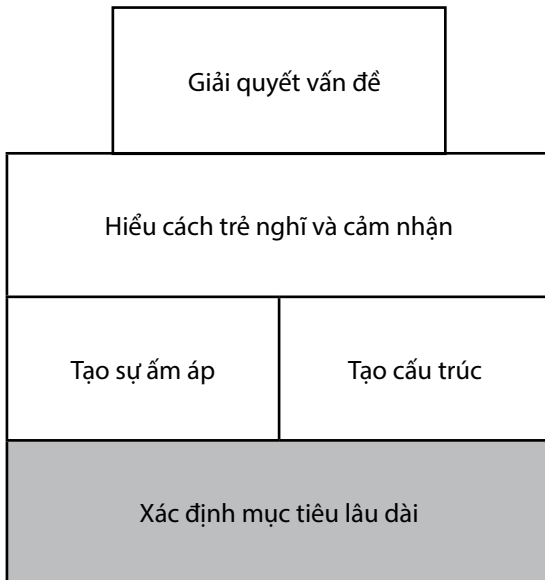 Giải quyết vấn đề
Hiểu cách trẻ nghĩ và cảm nhận
Tạo sự ấm áp
Tạo cấu trúc
Xác định mục tiêu lâu dài